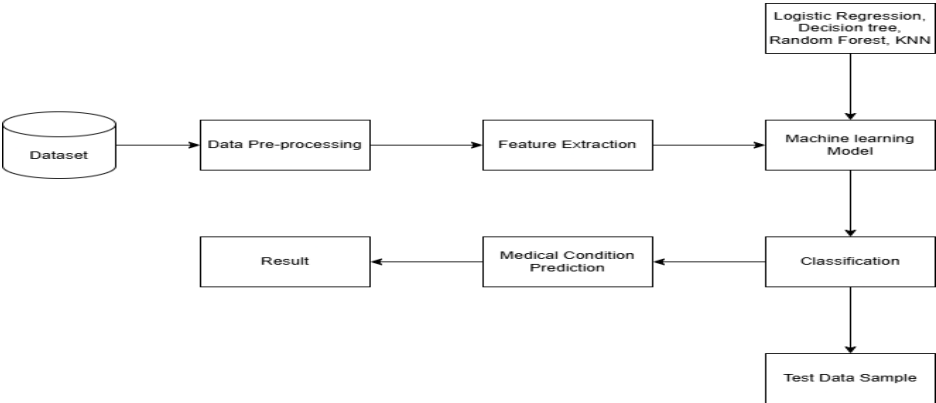 Logistic Regression,
Decision tree,
Random Forest, KNN
Dataset
Data Pre-processing
Feature Extraction
Machine learning
Model
Result
Medical Condition
Prediction
Classification
Test Data Sample